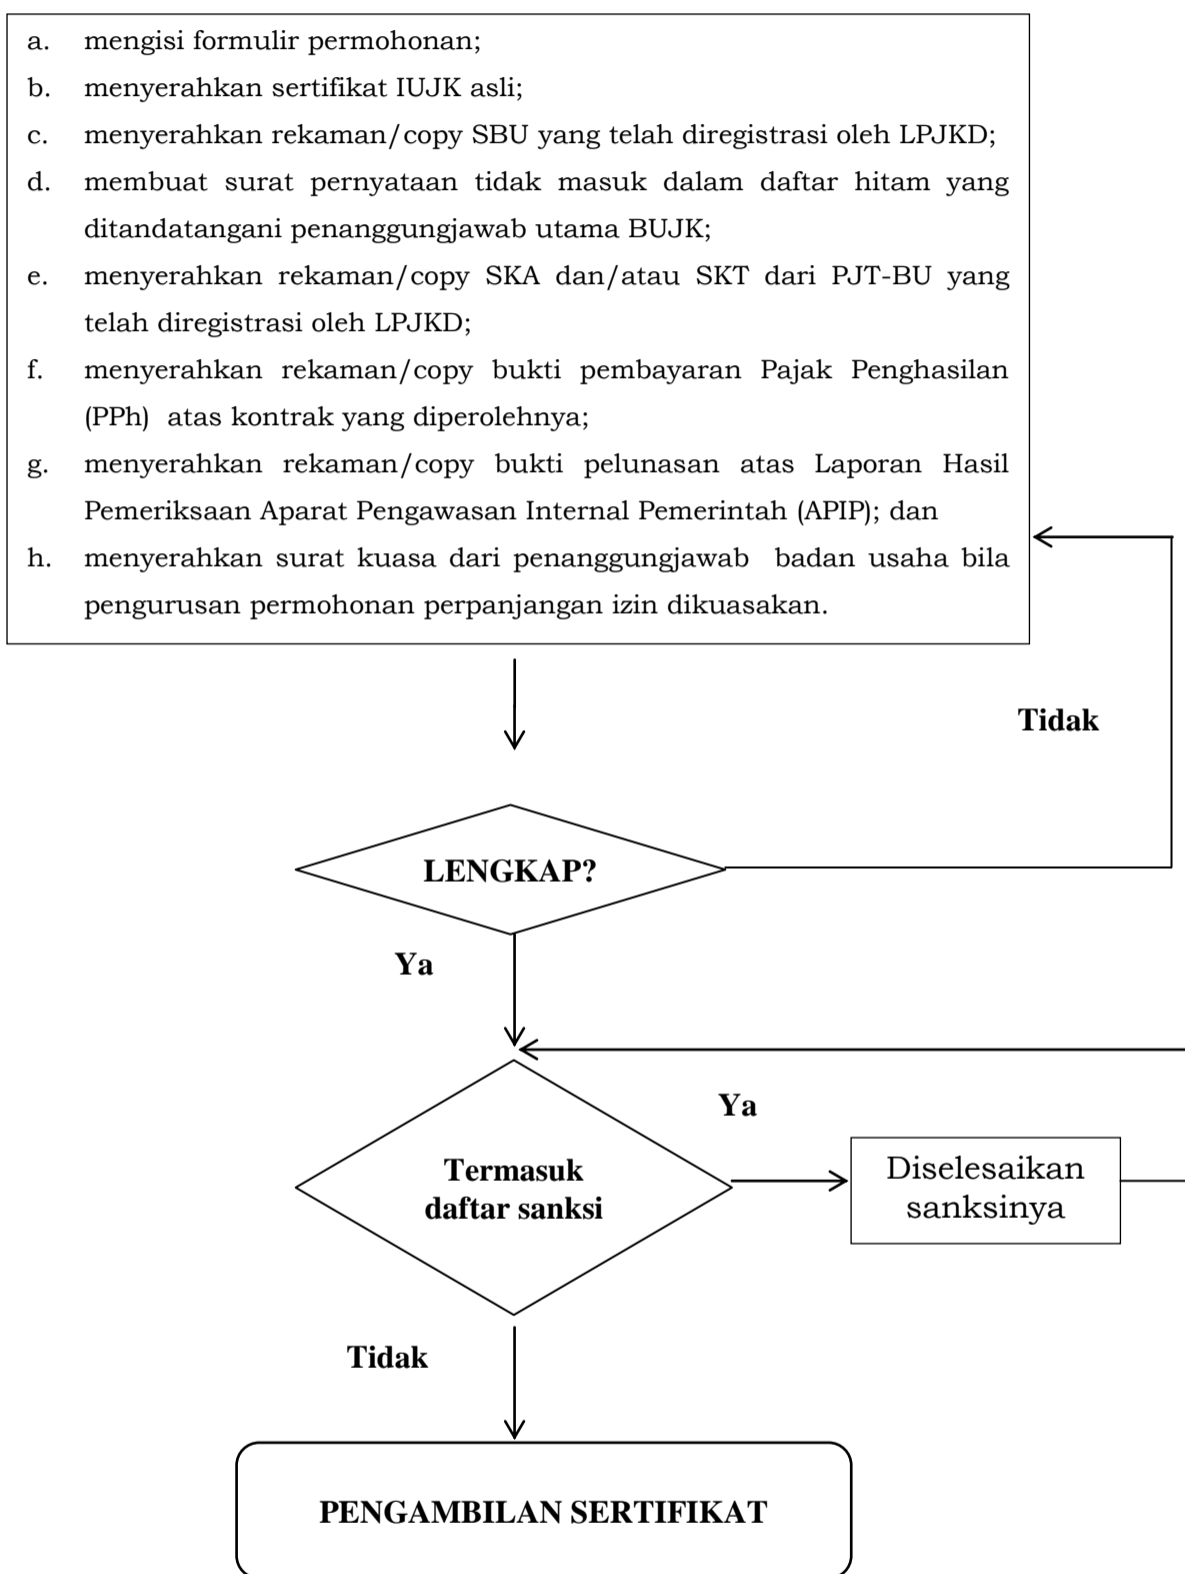 a. mengisi formulir permohonan;
b. menyerahkan sertifikat IUJK asli;
c. menyerahkan rekaman/copy SBU yang telah diregistrasi oleh LPJKD;
d. membuat surat pernyataan tidak masuk dalam daftar hitam yang
ditandatangani penanggungjawab utama BUJK;
e. menyerahkan rekaman/copy SKA dan/atau SKT dari PJT-BU yang
telah diregistrasi oleh LPJKD;
f. menyerahkan rekaman/copy bukti pembayaran Pajak Penghasilan
(PPh) atas kontrak yang diperolehnya;
g. menyerahkan rekaman/copy bukti pelunasan atas Laporan Hasil
Pemeriksaan Aparat Pengawasan Internal Pemerintah (APIP); dan
h. menyerahkan surat kuasa dari penanggungjawab badan usaha bila
pengurusan permohonan perpanjangan izin dikuasakan.
Tidak
LENGKAP?
Ya
Ya
Termasuk
daftar sanksi
Diselesaikan
sanksinya
Tidak
PENGAMBILAN SERTIFIKAT